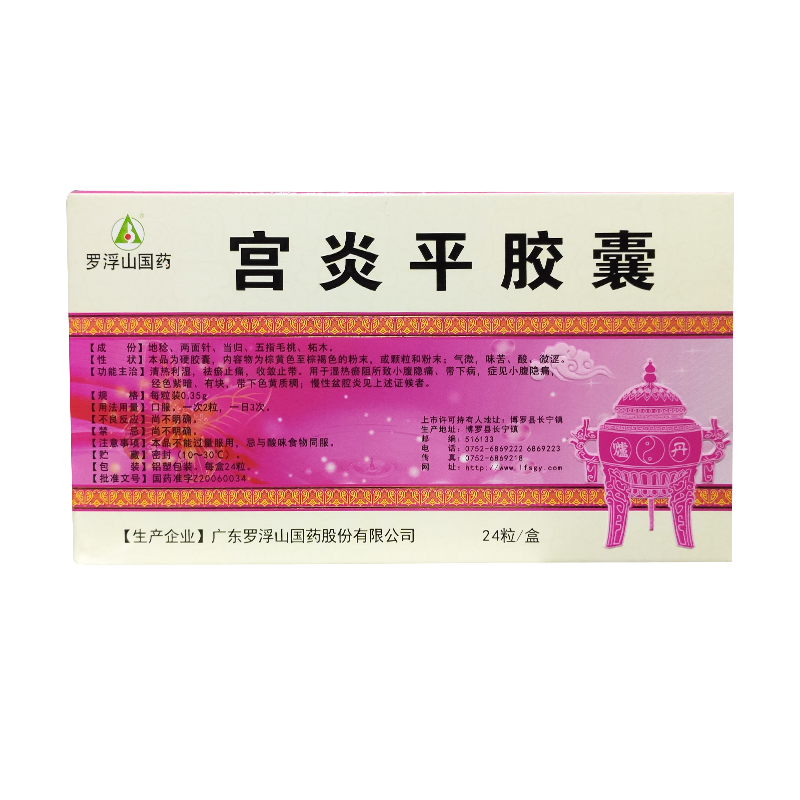 罗浮山国药
宫炎平胶囊
【成份】地稔、两面针、当归、五指毛桃、柘木。
【性状】本品为硬胶囊，内容物为棕黄色至棕褐色的粉末，或颗粒和粉末；气微，味苦、酸、微涩。
【功能主治】清热利湿，祛瘀止痛，收敛止带。用于湿热瘀阻所致小腹隐痛，带下病，症见小腹隐痛，
经色紫暗、有块，带下色黄质稠；慢性盆腔炎见上述证候者。
【规格】每粒装0.35g
【用法用量】口服，一次2粒，一日3次。
【不良反应】尚不明确。
【禁忌】尚不明确。
【注意事项】本品不能过量服用，忌与酸味食物同服。
【贮藏】密封（10～30℃）。
【包装】铝塑包装，每盒24粒。
【批准文号】国药准字Z20060034
上市许可持有人地址：博罗县长宁镇
生产地址：博罗县长宁镇
邮编：516133
电话：0752-6869222 6869223
传真：0752-6869218
网址：http://www.lfsgy.com
爐 丹
【生产企业】广东罗浮山国药股份有限公司
24粒/盒